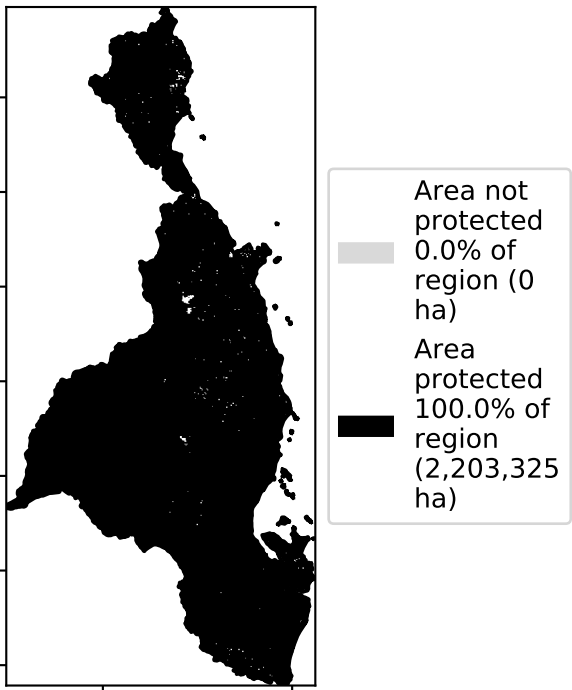 Area not
protected
0.0% of
region (0
ha)
Area
protected
100.0% of
region
(2,203,325
ha)